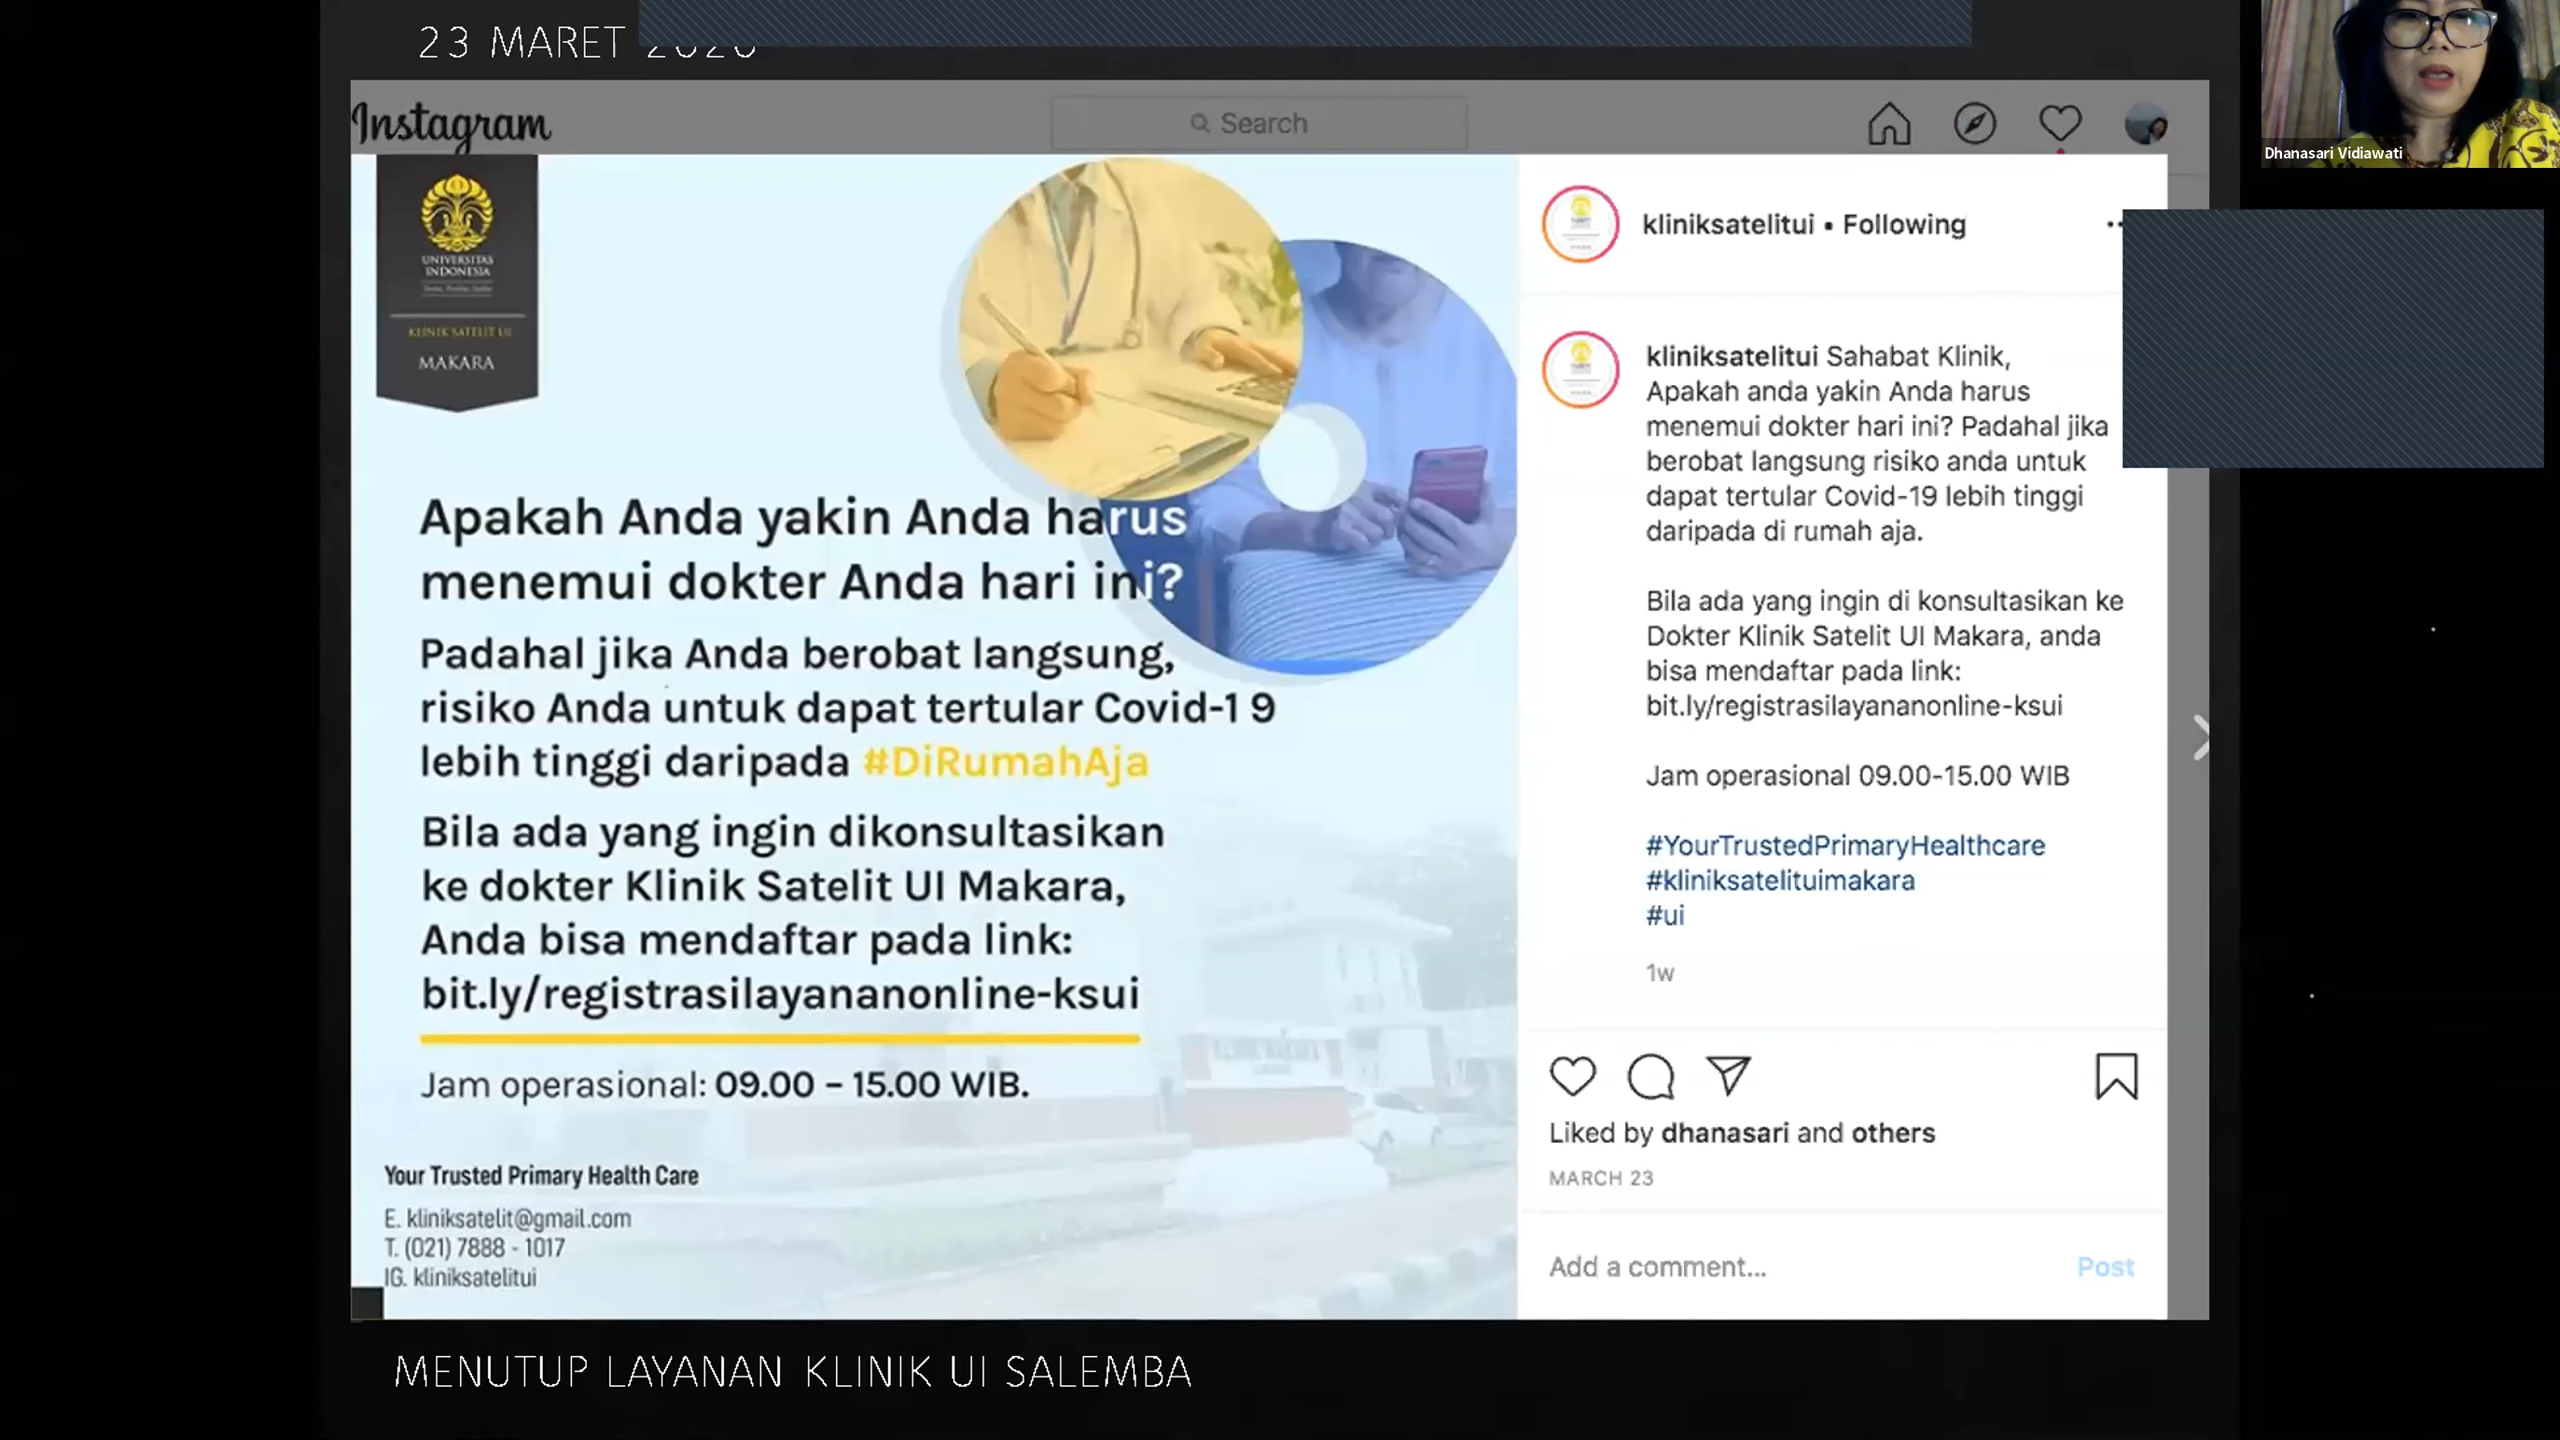 23 MARET 2020
Dhanasari Vidiawati
Instagram
Search
UNIVERSITAS
INDONESIA
KLINIK SATELIT UI
MAKARA
Apakah Anda yakin Anda harus
menemui dokter Anda hari ini?
Padahal jika Anda berobat langsung,
risiko Anda untuk dapat tertular Covid-1 9
lebih tinggi daripada #DiRumahAja
Bila ada yang ingin dikonsultasikan
ke dokter Klinik Satelit UI Makara,
Anda bisa mendaftar pada link:
bit.ly/registrasilayananonline-ksui
Jam operasional: 09.00 – 15.00 WIB.
Your Trusted Primary Health Care
E. kliniksatelit@gmail.com
T. (021) 7888 - 1017
IG. kliniksatelitui
kliniksatelitui • Following
kliniksatelitui Sahabat Klinik,
Apakah anda yakin Anda harus
menemui dokter hari ini? Padahal jika
berobat langsung risiko anda untuk
dapat tertular Covid-19 lebih tinggi
daripada di rumah aja.
Bila ada yang ingin di konsultasikan ke
Dokter Klinik Satelit UI Makara, anda
bisa mendaftar pada link:
bit.ly/registrasilayananonline-ksui
Jam operasional 09.00-15.00 WIB
#YourTrustedPrimaryHealthcare
#kliniksatelituimakara
#ui
1w
Liked by dhanasari and others
MARCH 23
Add a comment...
Post
MENUTUP LAYANAN KLINIK UI SALEMBA